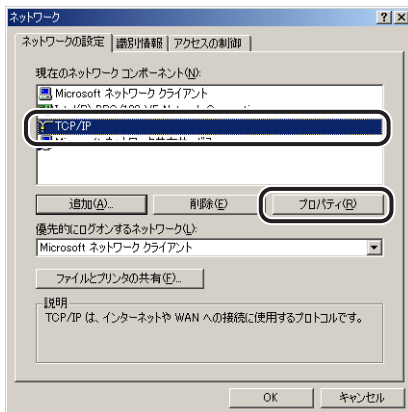 ネットワーク
ネットワークの設定 識別情報 アクセスの制御
現在のネットワーク コンポーネント(N):
Microsoft ネットワーク クライアント
TCP/IP
追加(A)... 削除(E) プロパティ(R)
優先的にログオンするネットワーク(L):
Microsoft ネットワーク クライアント
ファイルとプリンタの共有(F)...
説明
TCP/IP は、インターネットや WAN への接続に使用するプロトコルです。
OK キャンセル